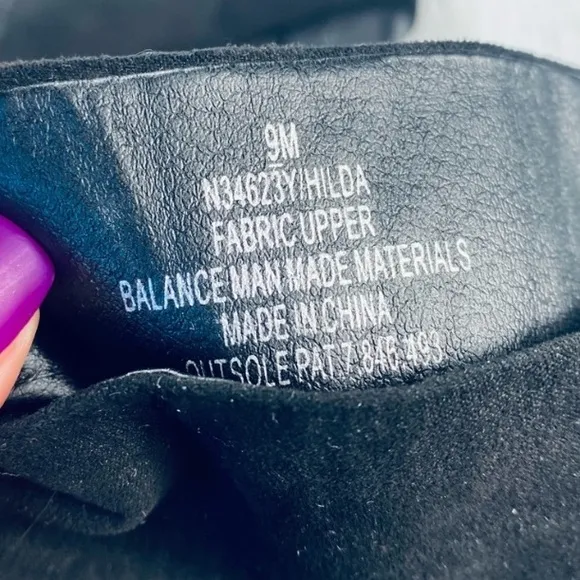 9M
N34623Y/HILDA
FABRIC UPPER
BALANCE MAN MADE MATERIALS
MADE IN CHINA
OUTSOLE PAT.7,846,493